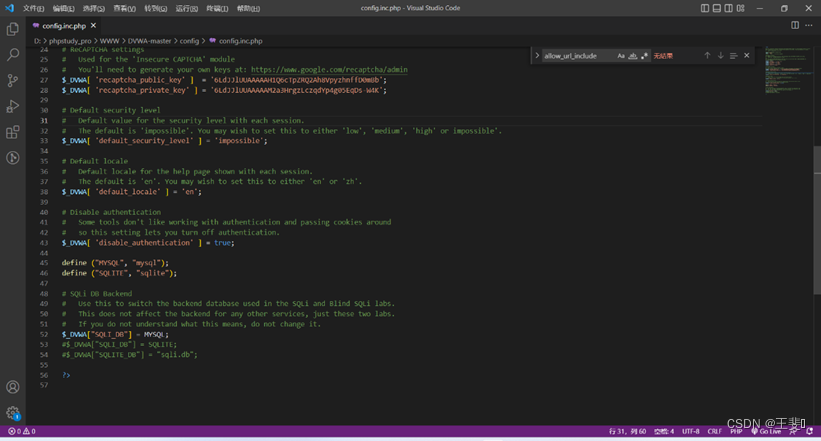 文件(F) 编辑(E) 选择(S) 查看(V) 转到(G) 运行(R) 终端(T) 帮助(H)
config.inc.php - Visual Studio Code
config.inc.php
D: > phpstudy_pro > WWW > DVWA-master > config > config.inc.php
allow_url_include
Aa
ab
.*
无结果
24 # ReCAPTCHA settings
25 #   Used for the 'Insecure CAPTCHA' module
26 #   You'll need to generate your own keys at: https://www.google.com/recaptcha/admin
27 $_DVWA[ 'recaptcha_public_key' ]  =
28 $_DVWA[ 'recaptcha_private_key' ] =
29
30 # Default security level
31 #   Default value for the security level with each session.
32 #   The default is 'impossible'. You may wish to set this to either 'low', 'medium', 'high' or impossible'.
33 $_DVWA[ 'default_security_level' ] = 'impossible';
34
35 # Default locale
36 #   Default locale for the help page shown with each session.
37 #   The default is 'en'. You may wish to set this to either 'en' or 'zh'.
38 $_DVWA[ 'default_locale' ] = 'en';
39
40 # Disable authentication
41 #   Some tools don't like working with authentication and passing cookies around
42 #   so this setting lets you turn off authentication.
43 $_DVWA[ 'disable_authentication' ] = true;
44
45 define ("MYSQL", "mysql");
46 define ("SQLITE", "sqlite");
47
48 # SQLi DB Backend
49 #   Use this to switch the backend database used in the SQLi and Blind SQLi labs.
50 #   This does not affect the backend for any other services, just these two labs.
51 #   If you do not understand what this means, do not change it.
52 $_DVWA["SQLI_DB"] = MYSQL;
53 #$_DVWA["SQLI_DB"] = SQLITE;
54 #$_DVWA["SQLITE_DB"] = "sqli.db";
55
56 ?>
57
1
0 0
行 31，列 60
空格: 4
UTF-8
CRLF
PHP
Go Live
CSDN @王斐